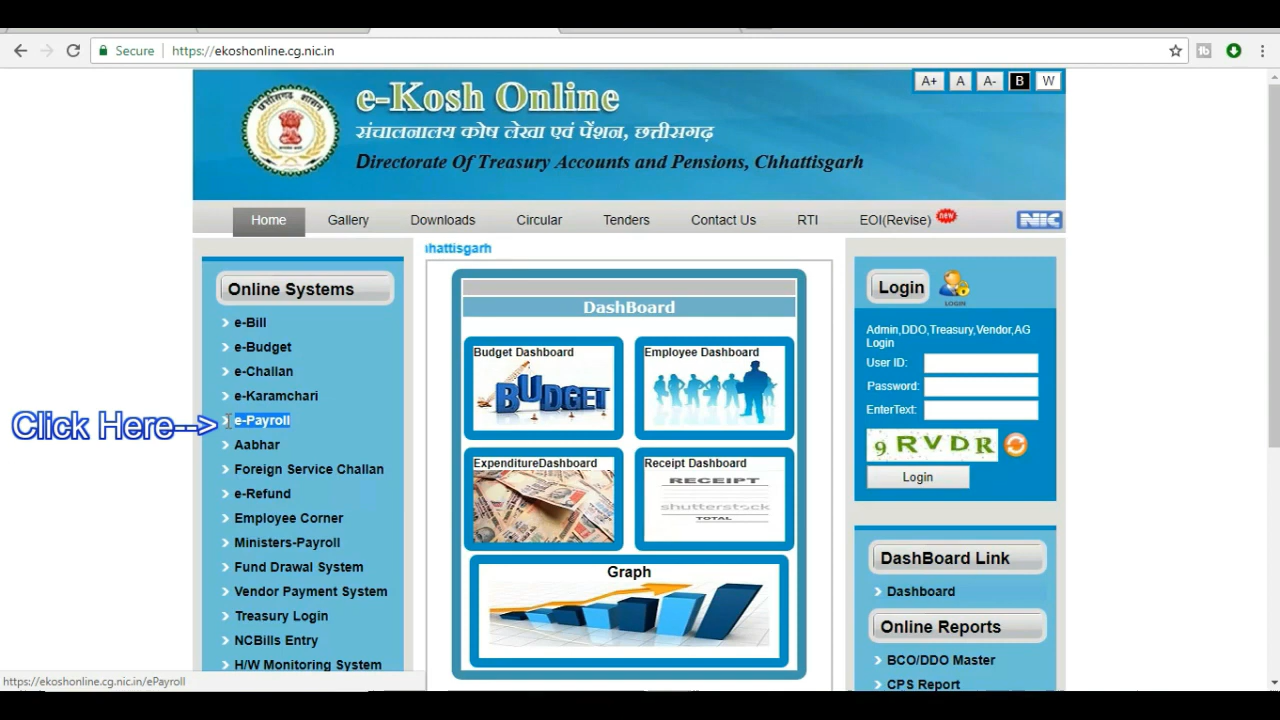 Secure
https://ekoshonline.cg.nic.in
A+ A A- B W
e-Kosh Online
संचालनालय कोष लेखा एवं पेंशन, छत्तीसगढ़
Directorate Of Treasury Accounts and Pensions, Chhattisgarh
Home Gallery Downloads Circular Tenders Contact Us RTI EOI(Revise) new NIC
hattisgarh
Online Systems
e-Bill
e-Budget
e-Challan
e-Karamchari
Click Here-->
e-Payroll
Aabhar
Foreign Service Challan
e-Refund
Employee Corner
Ministers-Payroll
Fund Drawal System
Vendor Payment System
Treasury Login
NCBills Entry
H/W Monitoring System
DashBoard
Budget Dashboard
BUDGET
Employee Dashboard
ExpenditureDashboard
Receipt Dashboard
RECEIPT
shutterstock
TOTAL
Graph
Login
LOGIN
Admin,DDO,Treasury,Vendor,AG
Login
User ID:
Password:
EnterText:
9 R V D R
Login
DashBoard Link
Dashboard
Online Reports
BCO/DDO Master
CPS Report
https://ekoshonline.cg.nic.in/ePayroll